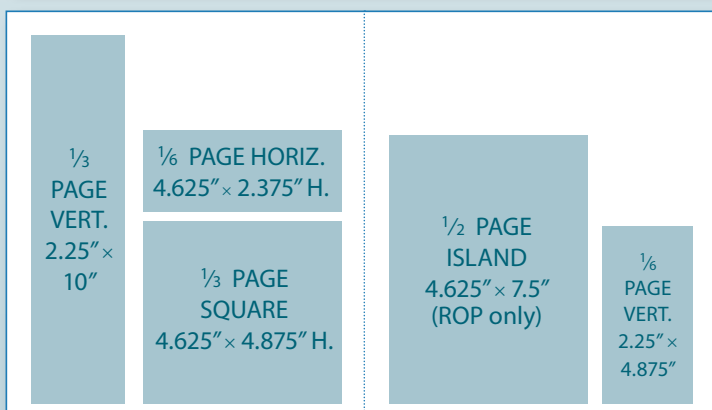 ⅓
PAGE
VERT.
2.25″ ×
10″
⅙ PAGE HORIZ.
4.625″ × 2.375″ H.
⅓ PAGE
SQUARE
4.625″ × 4.875″ H.
½ PAGE
ISLAND
4.625″ × 7.5″
(ROP only)
⅙
PAGE
VERT.
2.25″ ×
4.875″